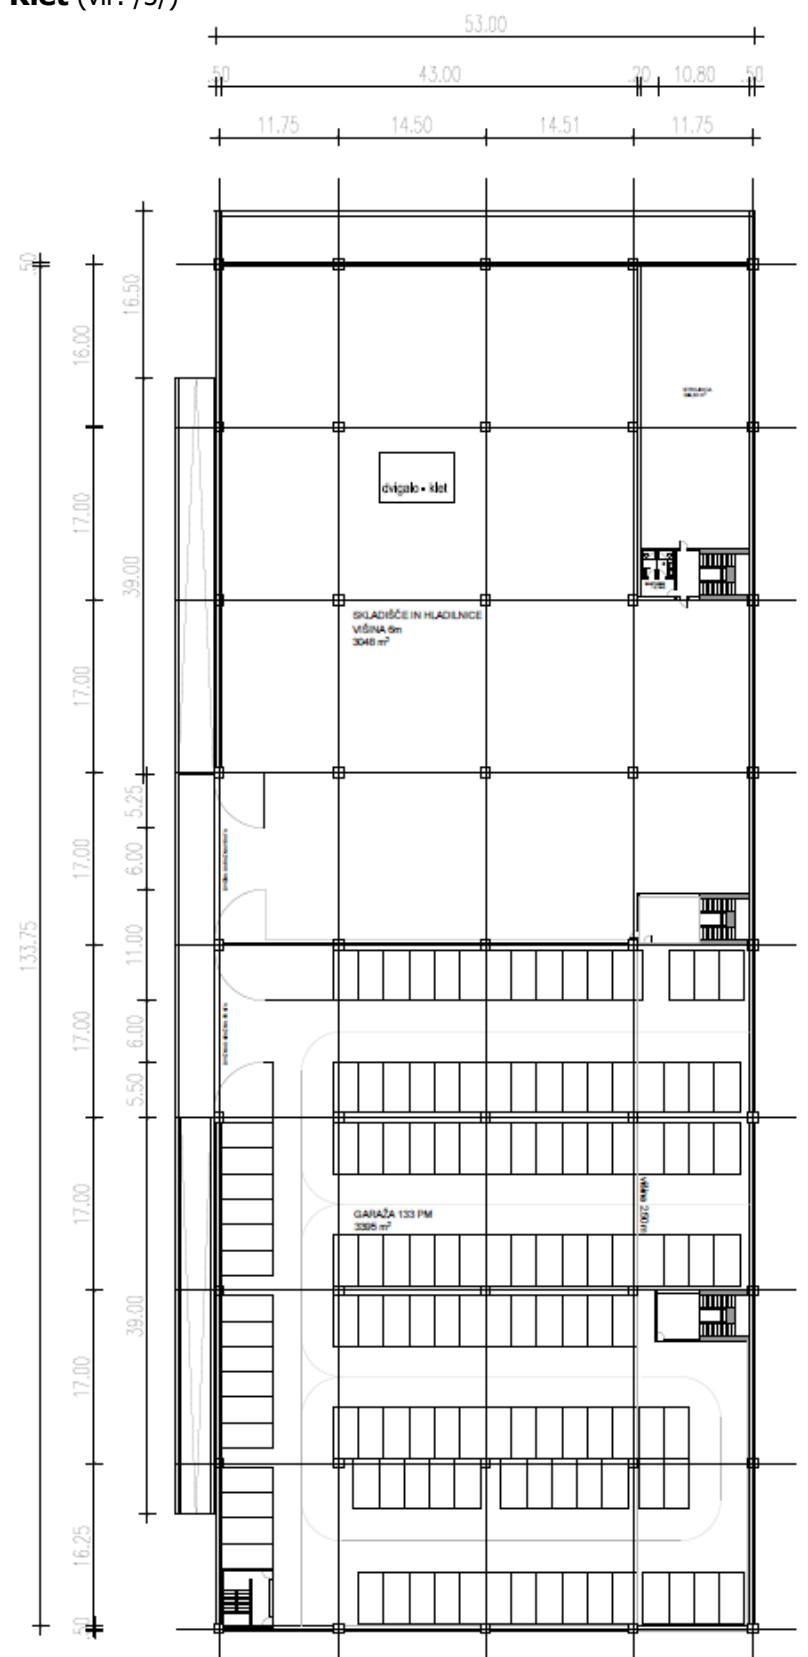 Klet (vir: /5/)
53.00
.50 43.00 .20 10.80 .50
11.75 14.50 14.51 11.75
.50
16.50
16.00
STROJNICA
17.00
dvigalo - klet
39.00
SKLADIŠČE IN HLADILNICE
VIŠINA 6m
3048 m²
17.00
5.25
6.00
17.00
133.75
11.00
17.00
6.00
5.50
17.00
višina 250m
GARAŽA 133 PM
3395 m²
39.00
17.00
16.25
.50